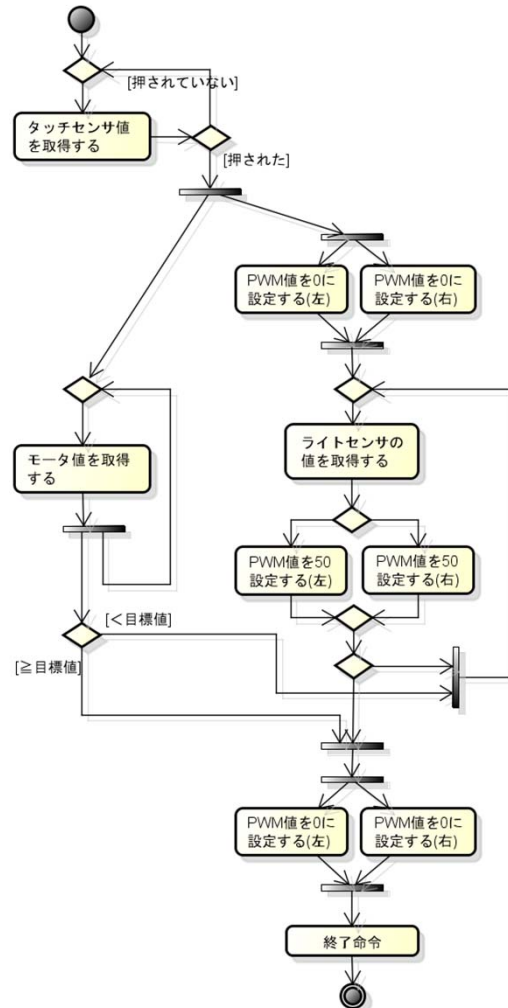 [押されていない]
タッチセンサ値
を取得する
[押された]
PWM値を0に
設定する(左)
PWM値を0に
設定する(右)
ライトセンサの
値を取得する
モータ値を取得
する
PWM値を50
設定する(左)
PWM値を50
設定する(右)
[＜目標値]
[≧目標値]
PWM値を0に
設定する(左)
PWM値を0に
設定する(右)
終了命令